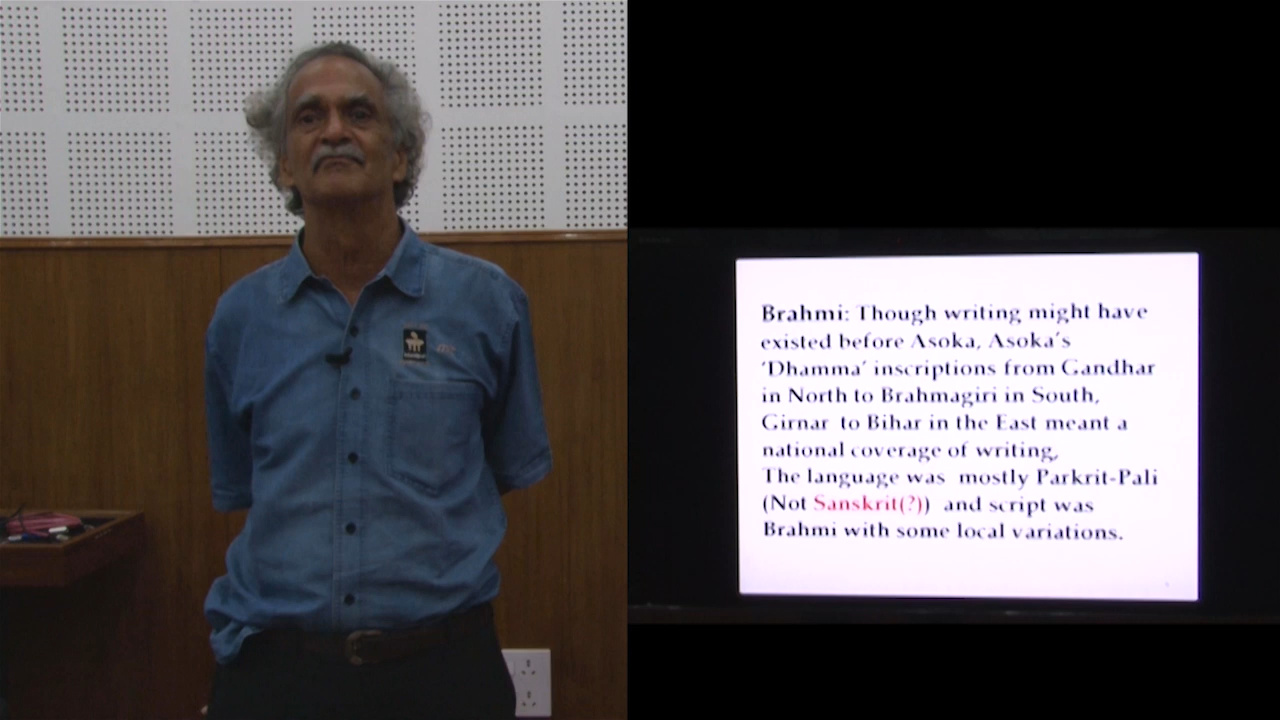 Brahmi: Though writing might have
existed before Asoka, Asoka's
'Dhamma' inscriptions from Gandhar
in North to Brahmagiri in South,
Girnar to Bihar in the East meant a
national coverage of writing,
The language was mostly Parkrit-Pali
(Not Sanskrit(?)) and script was
Brahmi with some local variations.